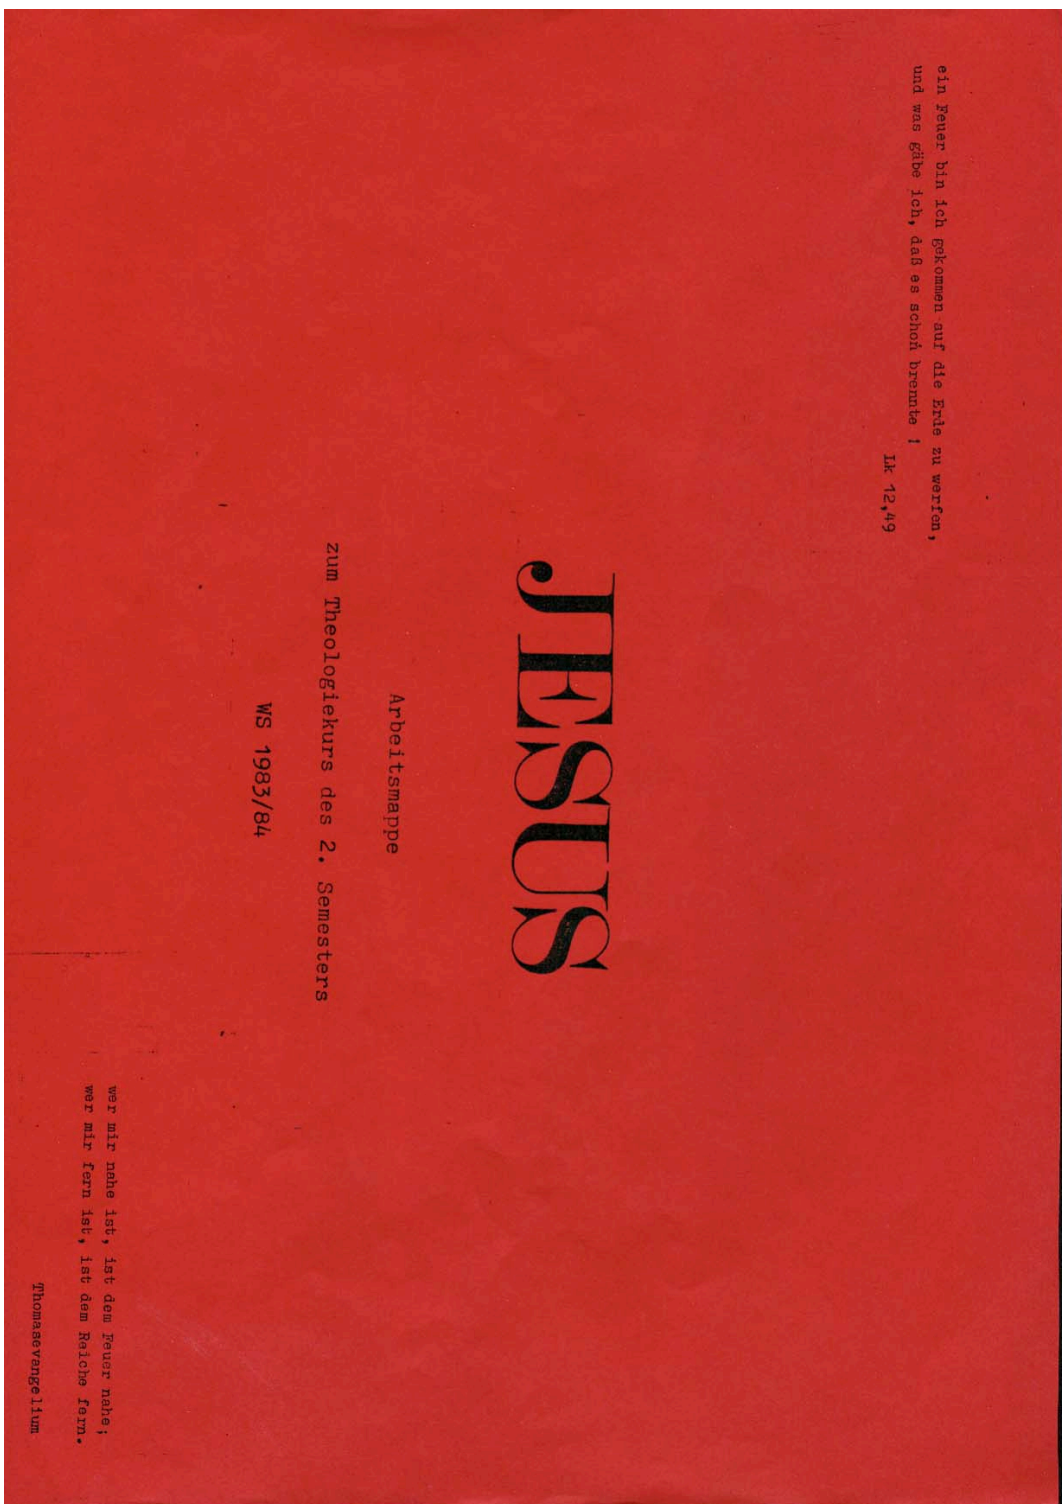 ein Feuer bin ich gekommen auf die Erde zu werfen,
und was gäbe ich, daß es schon brennte !
Lk 12,49
JESUS
Arbeitsmappe
zum Theologiekurs des 2. Semesters
WS 1983/84
wer mir nahe ist, ist dem Feuer nahe;
wer mir fern ist, ist dem Reiche fern.
Thomasevangelium